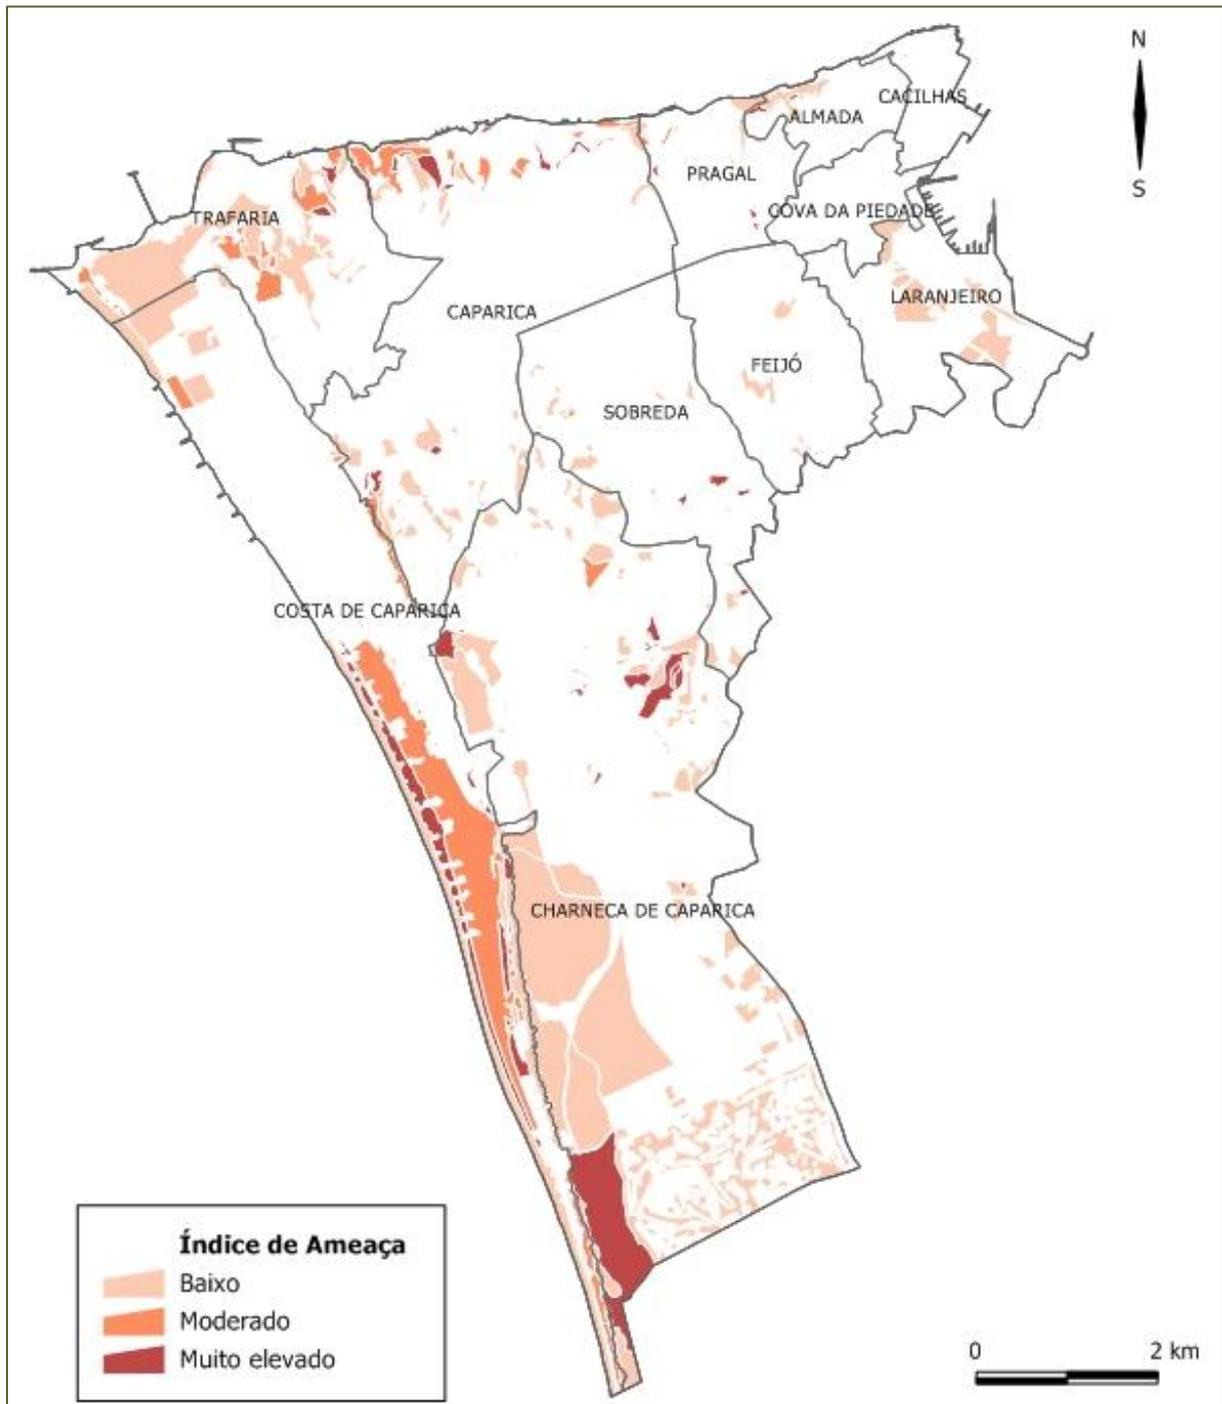 N
S
CACILHAS
ALMADA
PRAGAL
COVA DA PIEDADE
TRAFARIA
LARANJEIRO
CAPARICA
FEIJÓ
SOBREDA
COSTA DE CAPARICA
CHARNECA DE CAPARICA
Índice de Ameaça
Baixo
Moderado
Muito elevado
0 2 km